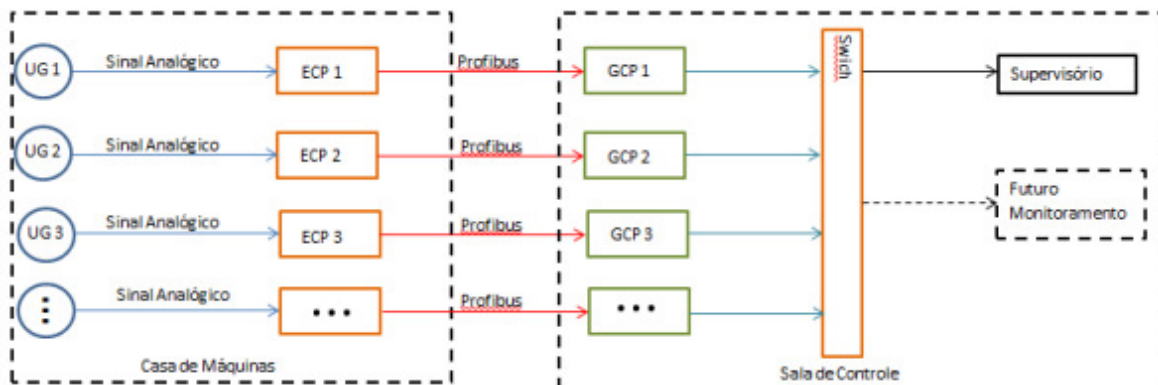 UG 1
Sinal Analógico
ECP 1
Profibus
GCP 1
Swich
Supervisório
UG 2
Sinal Analógico
ECP 2
Profibus
GCP 2
Futuro
Monitoramento
UG 3
Sinal Analógico
ECP 3
Profibus
GCP 3
Sinal Analógico
Profibus
Casa de Máquinas
Sala de Controle